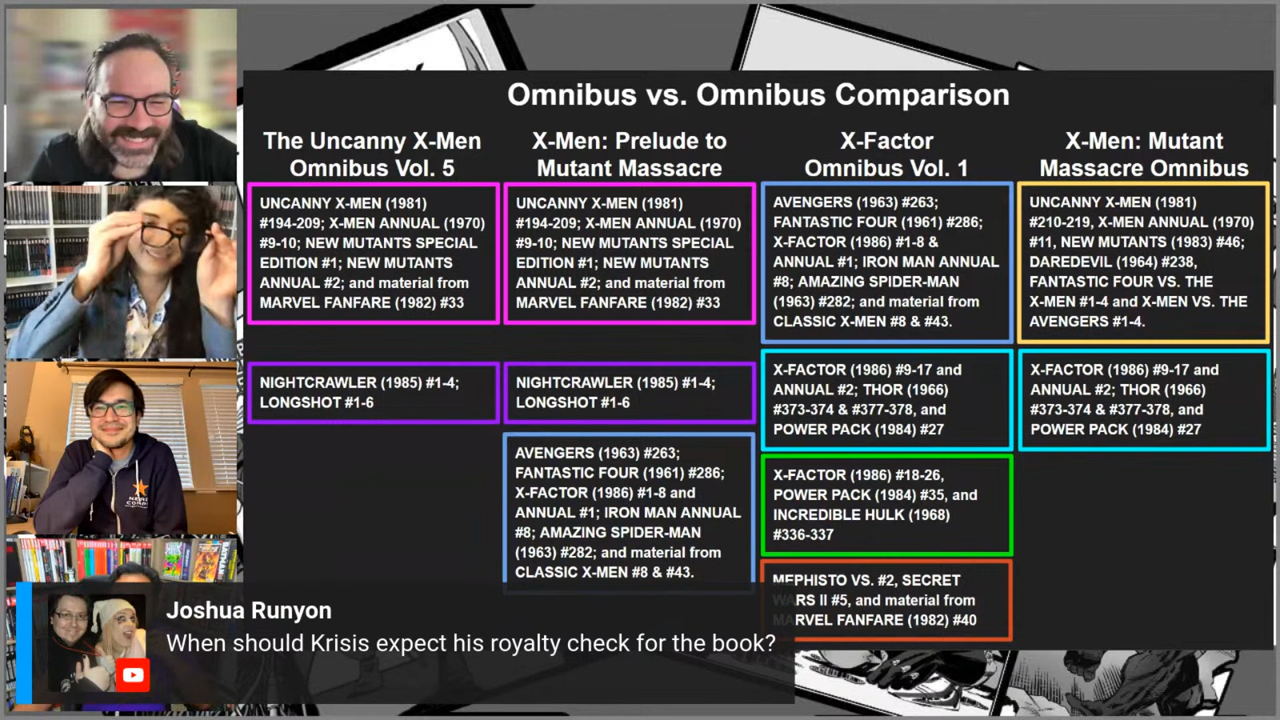 Omnibus vs. Omnibus Comparison
The Uncanny X-Men
Omnibus Vol. 5
UNCANNY X-MEN (1981)
#194-209; X-MEN ANNUAL (1970)
#9-10; NEW MUTANTS SPECIAL
EDITION #1; NEW MUTANTS
ANNUAL #2; and material from
MARVEL FANFARE (1982) #33
NIGHTCRAWLER (1985) #1-4;
LONGSHOT #1-6
X-Men: Prelude to
Mutant Massacre
UNCANNY X-MEN (1981)
#194-209; X-MEN ANNUAL (1970)
#9-10; NEW MUTANTS SPECIAL
EDITION #1; NEW MUTANTS
ANNUAL #2; and material from
MARVEL FANFARE (1982) #33
NIGHTCRAWLER (1985) #1-4;
LONGSHOT #1-6
AVENGERS (1963) #263;
FANTASTIC FOUR (1961) #286;
X-FACTOR (1986) #1-8 and
ANNUAL #1; IRON MAN ANNUAL
#8; AMAZING SPIDER-MAN
(1963) #282; and material from
CLASSIC X-MEN #8 & #43.
X-Factor
Omnibus Vol. 1
AVENGERS (1963) #263;
FANTASTIC FOUR (1961) #286;
X-FACTOR (1986) #1-8 &
ANNUAL #1; IRON MAN ANNUAL
#8; AMAZING SPIDER-MAN
(1963) #282; and material from
CLASSIC X-MEN #8 & #43.
X-FACTOR (1986) #9-17 and
ANNUAL #2; THOR (1966)
#373-374 & #377-378, and
POWER PACK (1984) #27
X-FACTOR (1986) #18-26,
POWER PACK (1984) #35, and
INCREDIBLE HULK (1968)
#336-337
MEPHISTO VS. #2, SECRET
WARS II #5, and material from
MARVEL FANFARE (1982) #40
X-Men: Mutant
Massacre Omnibus
UNCANNY X-MEN (1981)
#210-219, X-MEN ANNUAL (1970)
#11, NEW MUTANTS (1983) #46;
DAREDEVIL (1964) #238,
FANTASTIC FOUR VS. THE
X-MEN #1-4 and X-MEN VS. THE
AVENGERS #1-4.
X-FACTOR (1986) #9-17 and
ANNUAL #2; THOR (1966)
#373-374 & #377-378, and
POWER PACK (1984) #27
Joshua Runyon
When should Krisis expect his royalty check for the book?